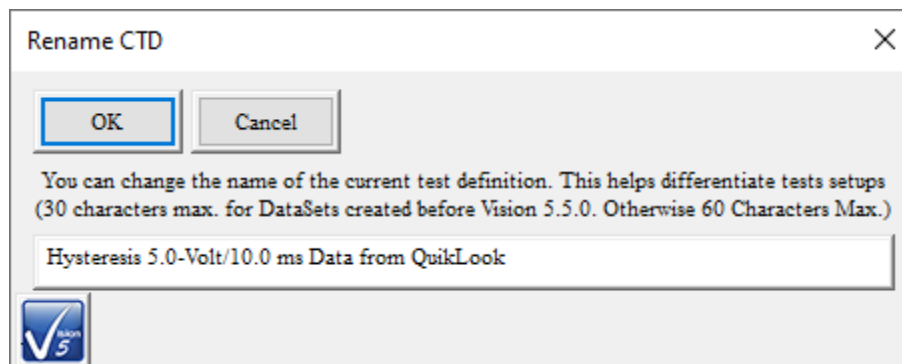 Rename CTD
OK
Cancel
You can change the name of the current test definition. This helps differentiate tests setups
(30 characters max. for DataSets created before Vision 5.5.0. Otherwise 60 Characters Max.)
Hysteresis 5.0-Volt/10.0 ms Data from QuikLook
Vision
5